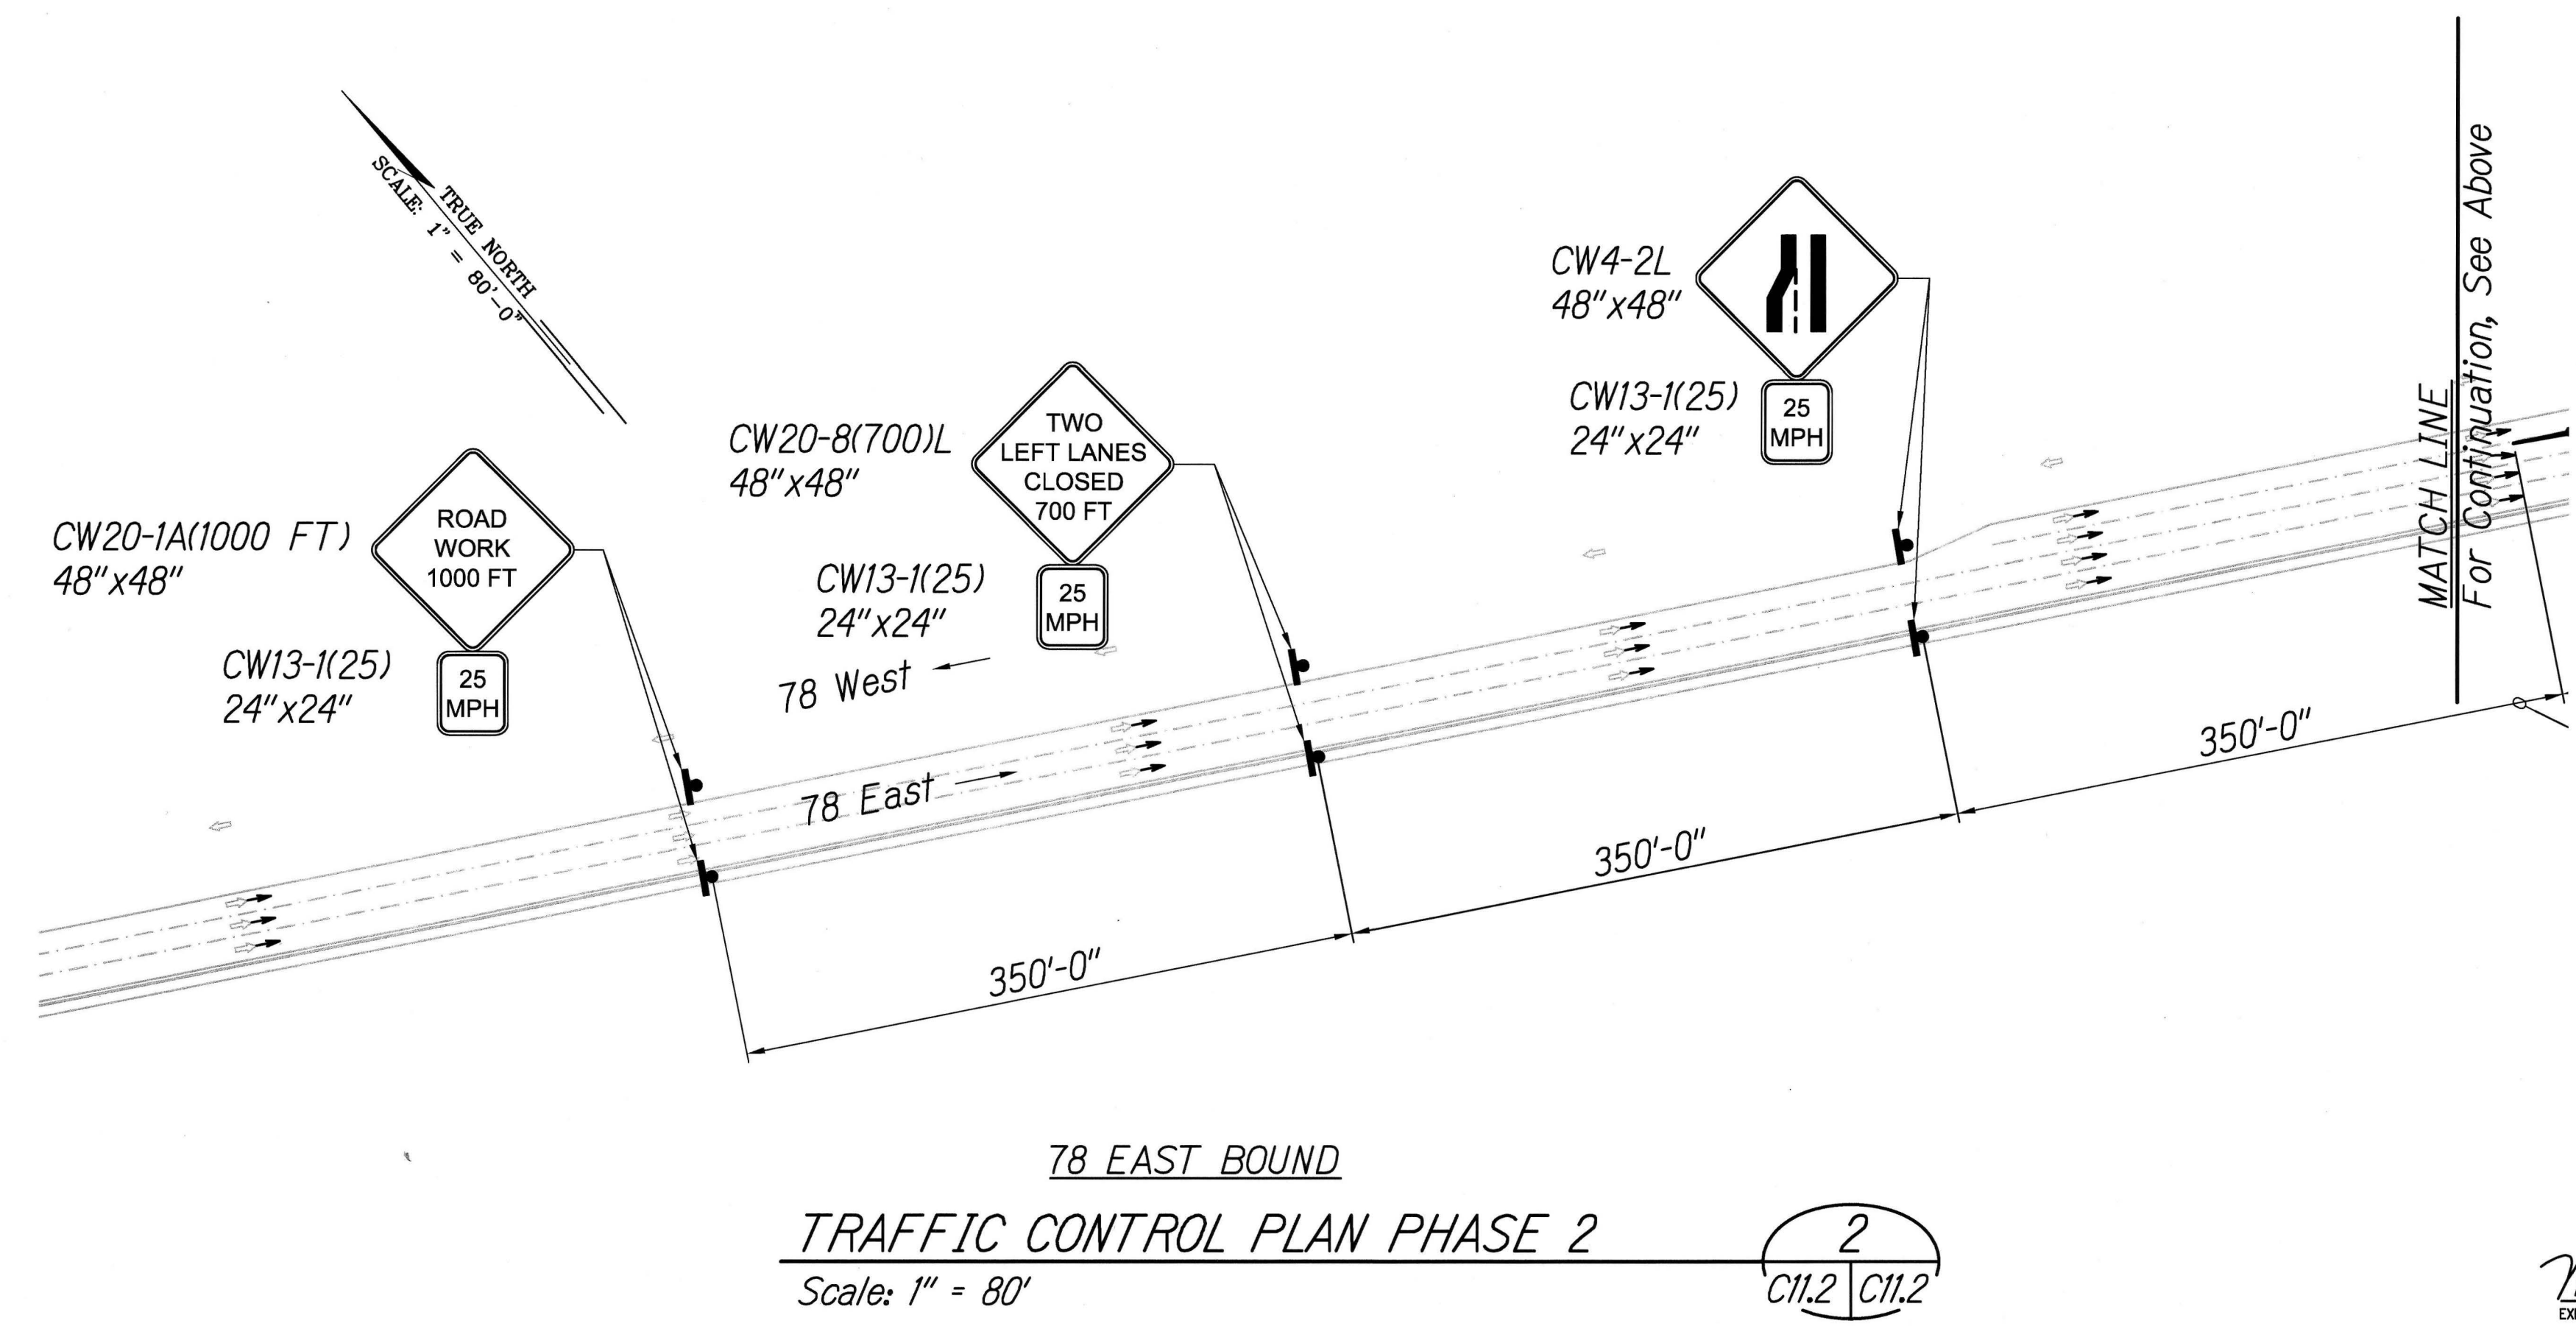 TRUE NORTH
SCALE: 1" = 80'-0"
CW4-2L
48"x48"
CW13-1(25)
24"x24"
25
MPH
MATCH LINE
For Continuation, See Above
CW20-8(700)L
48"x48"
TWO
LEFT LANES
CLOSED
700 FT
CW13-1(25)
24"x24"
25
MPH
CW20-1A(1000 FT)
48"x48"
ROAD
WORK
1000 FT
CW13-1(25)
24"x24"
25
MPH
78 West
78 East
350'-0"
350'-0"
350'-0"
78 EAST BOUND
TRAFFIC CONTROL PLAN PHASE 2
Scale: 1" = 80'
2
C11.2 C11.2